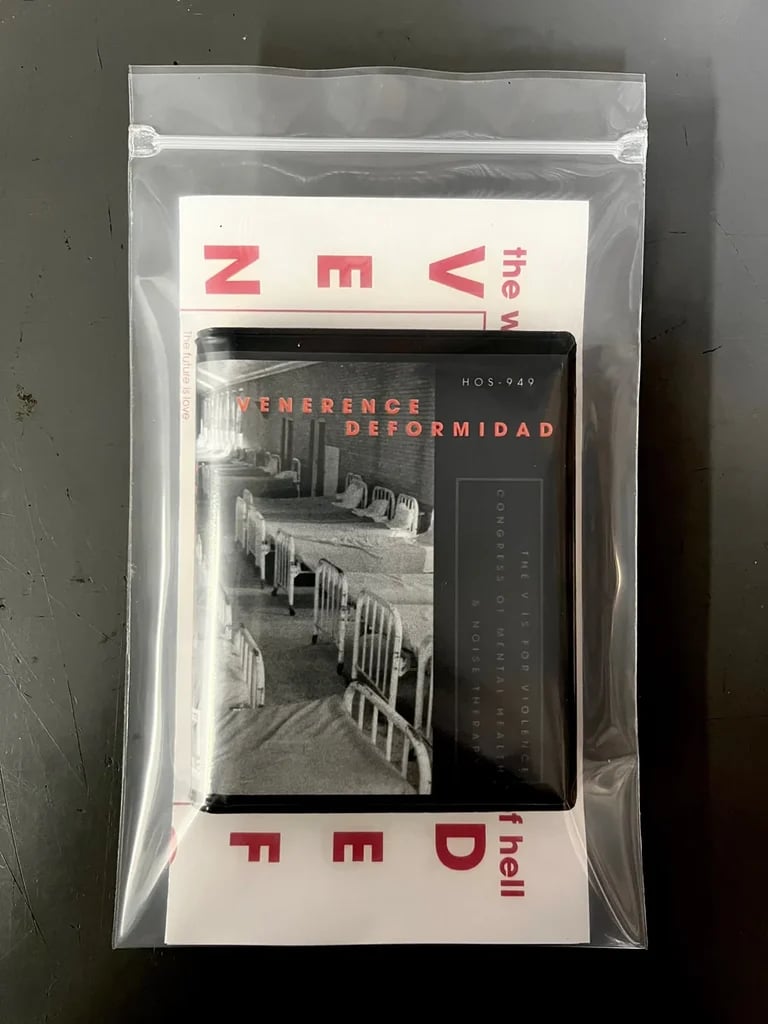 HOS-949
VENERENCE
DEFORMIDAD
THE V IS FOR VIOLENCE
CONGRESS OF MENTAL HEALTH
& NOISE THERAPY
the w
V E N
The future is love
f hell
D E F